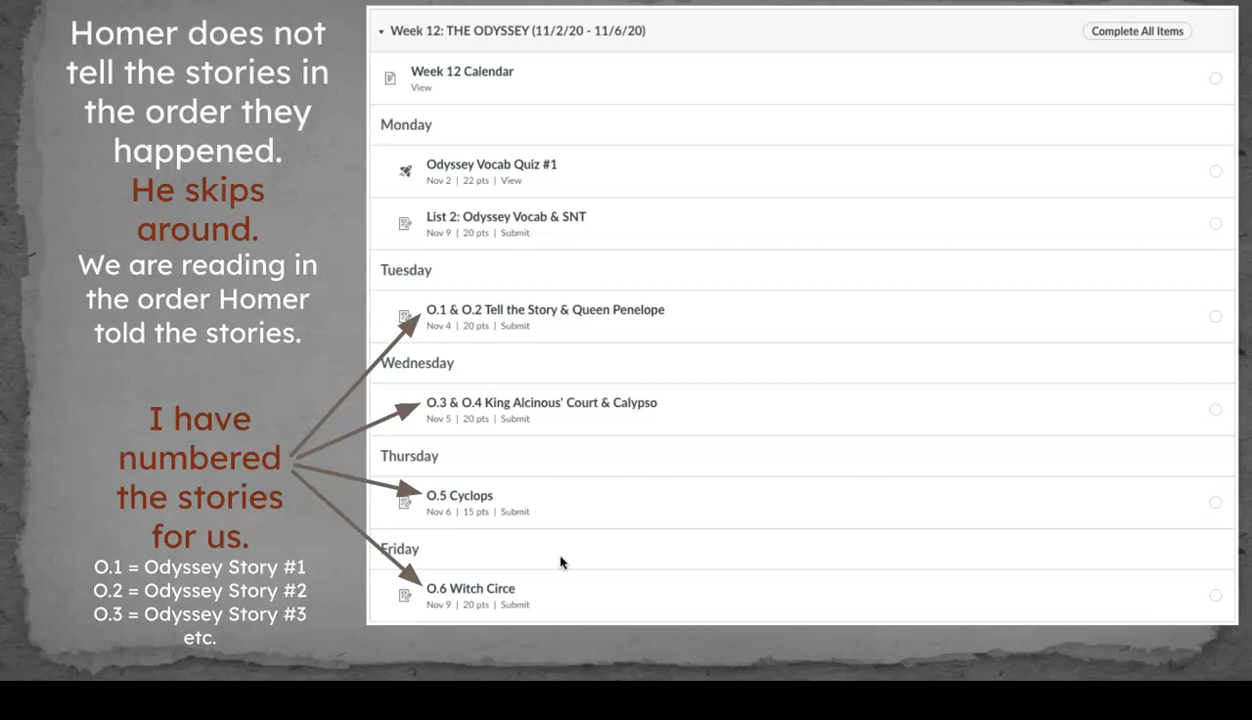 Homer does not
tell the stories in
the order they
happened.
He skips
around.
We are reading in
the order Homer
told the stories.
I have
numbered
the stories
for us.
O.1 = Odyssey Story #1
O.2 = Odyssey Story #2
O.3 = Odyssey Story #3
etc.
Week 12: THE ODYSSEY (11/2/20 - 11/6/20)
Complete All Items
Week 12 Calendar
View
Monday
Odyssey Vocab Quiz #1
Nov 2 | 22 pts | View
List 2: Odyssey Vocab & SNT
Nov 9 | 20 pts | Submit
Tuesday
O.1 & O.2 Tell the Story & Queen Penelope
Nov 4 | 20 pts | Submit
Wednesday
O.3 & O.4 King Alcinous' Court & Calypso
Nov 5 | 20 pts | Submit
Thursday
O.5 Cyclops
Nov 6 | 15 pts | Submit
Friday
O.6 Witch Circe
Nov 9 | 20 pts | Submit